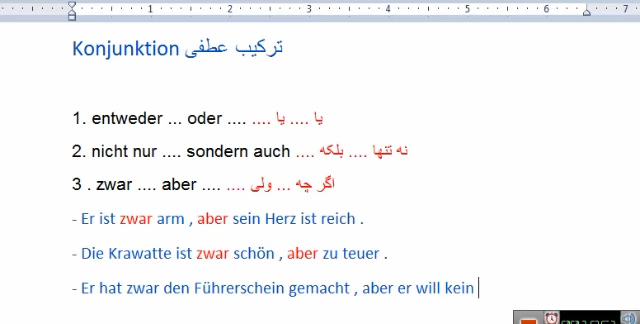 Konjunktion ترکیب عطفی
1. entweder ... oder .... یا .... یا ....
2. nicht nur .... sondern auch نه تنها .... بلکه ....
3 . zwar .... aber .... اگر چه ... ولی ....
- Er ist zwar arm , aber sein Herz ist reich .
- Die Krawatte ist zwar schön , aber zu teuer .
- Er hat zwar den Führerschein gemacht , aber er will kein